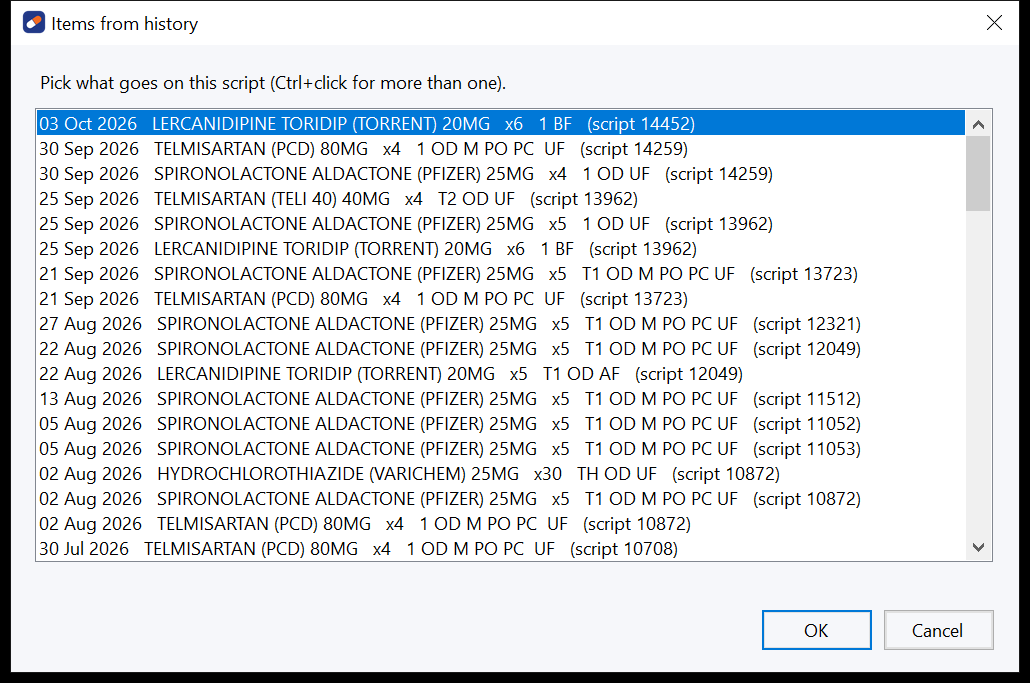 Items from history
Pick what goes on this script (Ctrl+click for more than one).
03 Oct 2026 LERCANIDIPINE TORIDIP (TORRENT) 20MG x6 1 BF (script 14452)
30 Sep 2026 TELMISARTAN (PCD) 80MG x4 1 OD M PO PC UF (script 14259)
30 Sep 2026 SPIRONOLACTONE ALDACTONE (PFIZER) 25MG x4 1 OD UF (script 14259)
25 Sep 2026 TELMISARTAN (TELI 40) 40MG x4 T2 OD UF (script 13962)
25 Sep 2026 SPIRONOLACTONE ALDACTONE (PFIZER) 25MG x5 1 OD UF (script 13962)
25 Sep 2026 LERCANIDIPINE TORIDIP (TORRENT) 20MG x6 1 BF (script 13962)
21 Sep 2026 SPIRONOLACTONE ALDACTONE (PFIZER) 25MG x5 T1 OD M PO PC UF (script 13723)
21 Sep 2026 TELMISARTAN (PCD) 80MG x4 1 OD M PO PC UF (script 13723)
27 Aug 2026 SPIRONOLACTONE ALDACTONE (PFIZER) 25MG x5 T1 OD M PO PC UF (script 12321)
22 Aug 2026 SPIRONOLACTONE ALDACTONE (PFIZER) 25MG x5 T1 OD M PO PC UF (script 12049)
22 Aug 2026 LERCANIDIPINE TORIDIP (TORRENT) 20MG x5 T1 OD AF (script 12049)
13 Aug 2026 SPIRONOLACTONE ALDACTONE (PFIZER) 25MG x5 T1 OD M PO PC UF (script 11512)
05 Aug 2026 SPIRONOLACTONE ALDACTONE (PFIZER) 25MG x5 T1 OD M PO PC UF (script 11052)
05 Aug 2026 SPIRONOLACTONE ALDACTONE (PFIZER) 25MG x5 T1 OD M PO PC UF (script 11053)
02 Aug 2026 HYDROCHLOROTHIAZIDE (VARICHEM) 25MG x30 TH OD UF (script 10872)
02 Aug 2026 SPIRONOLACTONE ALDACTONE (PFIZER) 25MG x5 T1 OD M PO PC UF (script 10872)
02 Aug 2026 TELMISARTAN (PCD) 80MG x4 1 OD M PO PC UF (script 10872)
30 Jul 2026 TELMISARTAN (PCD) 80MG x4 1 OD M PO PC UF (script 10708)
OK Cancel